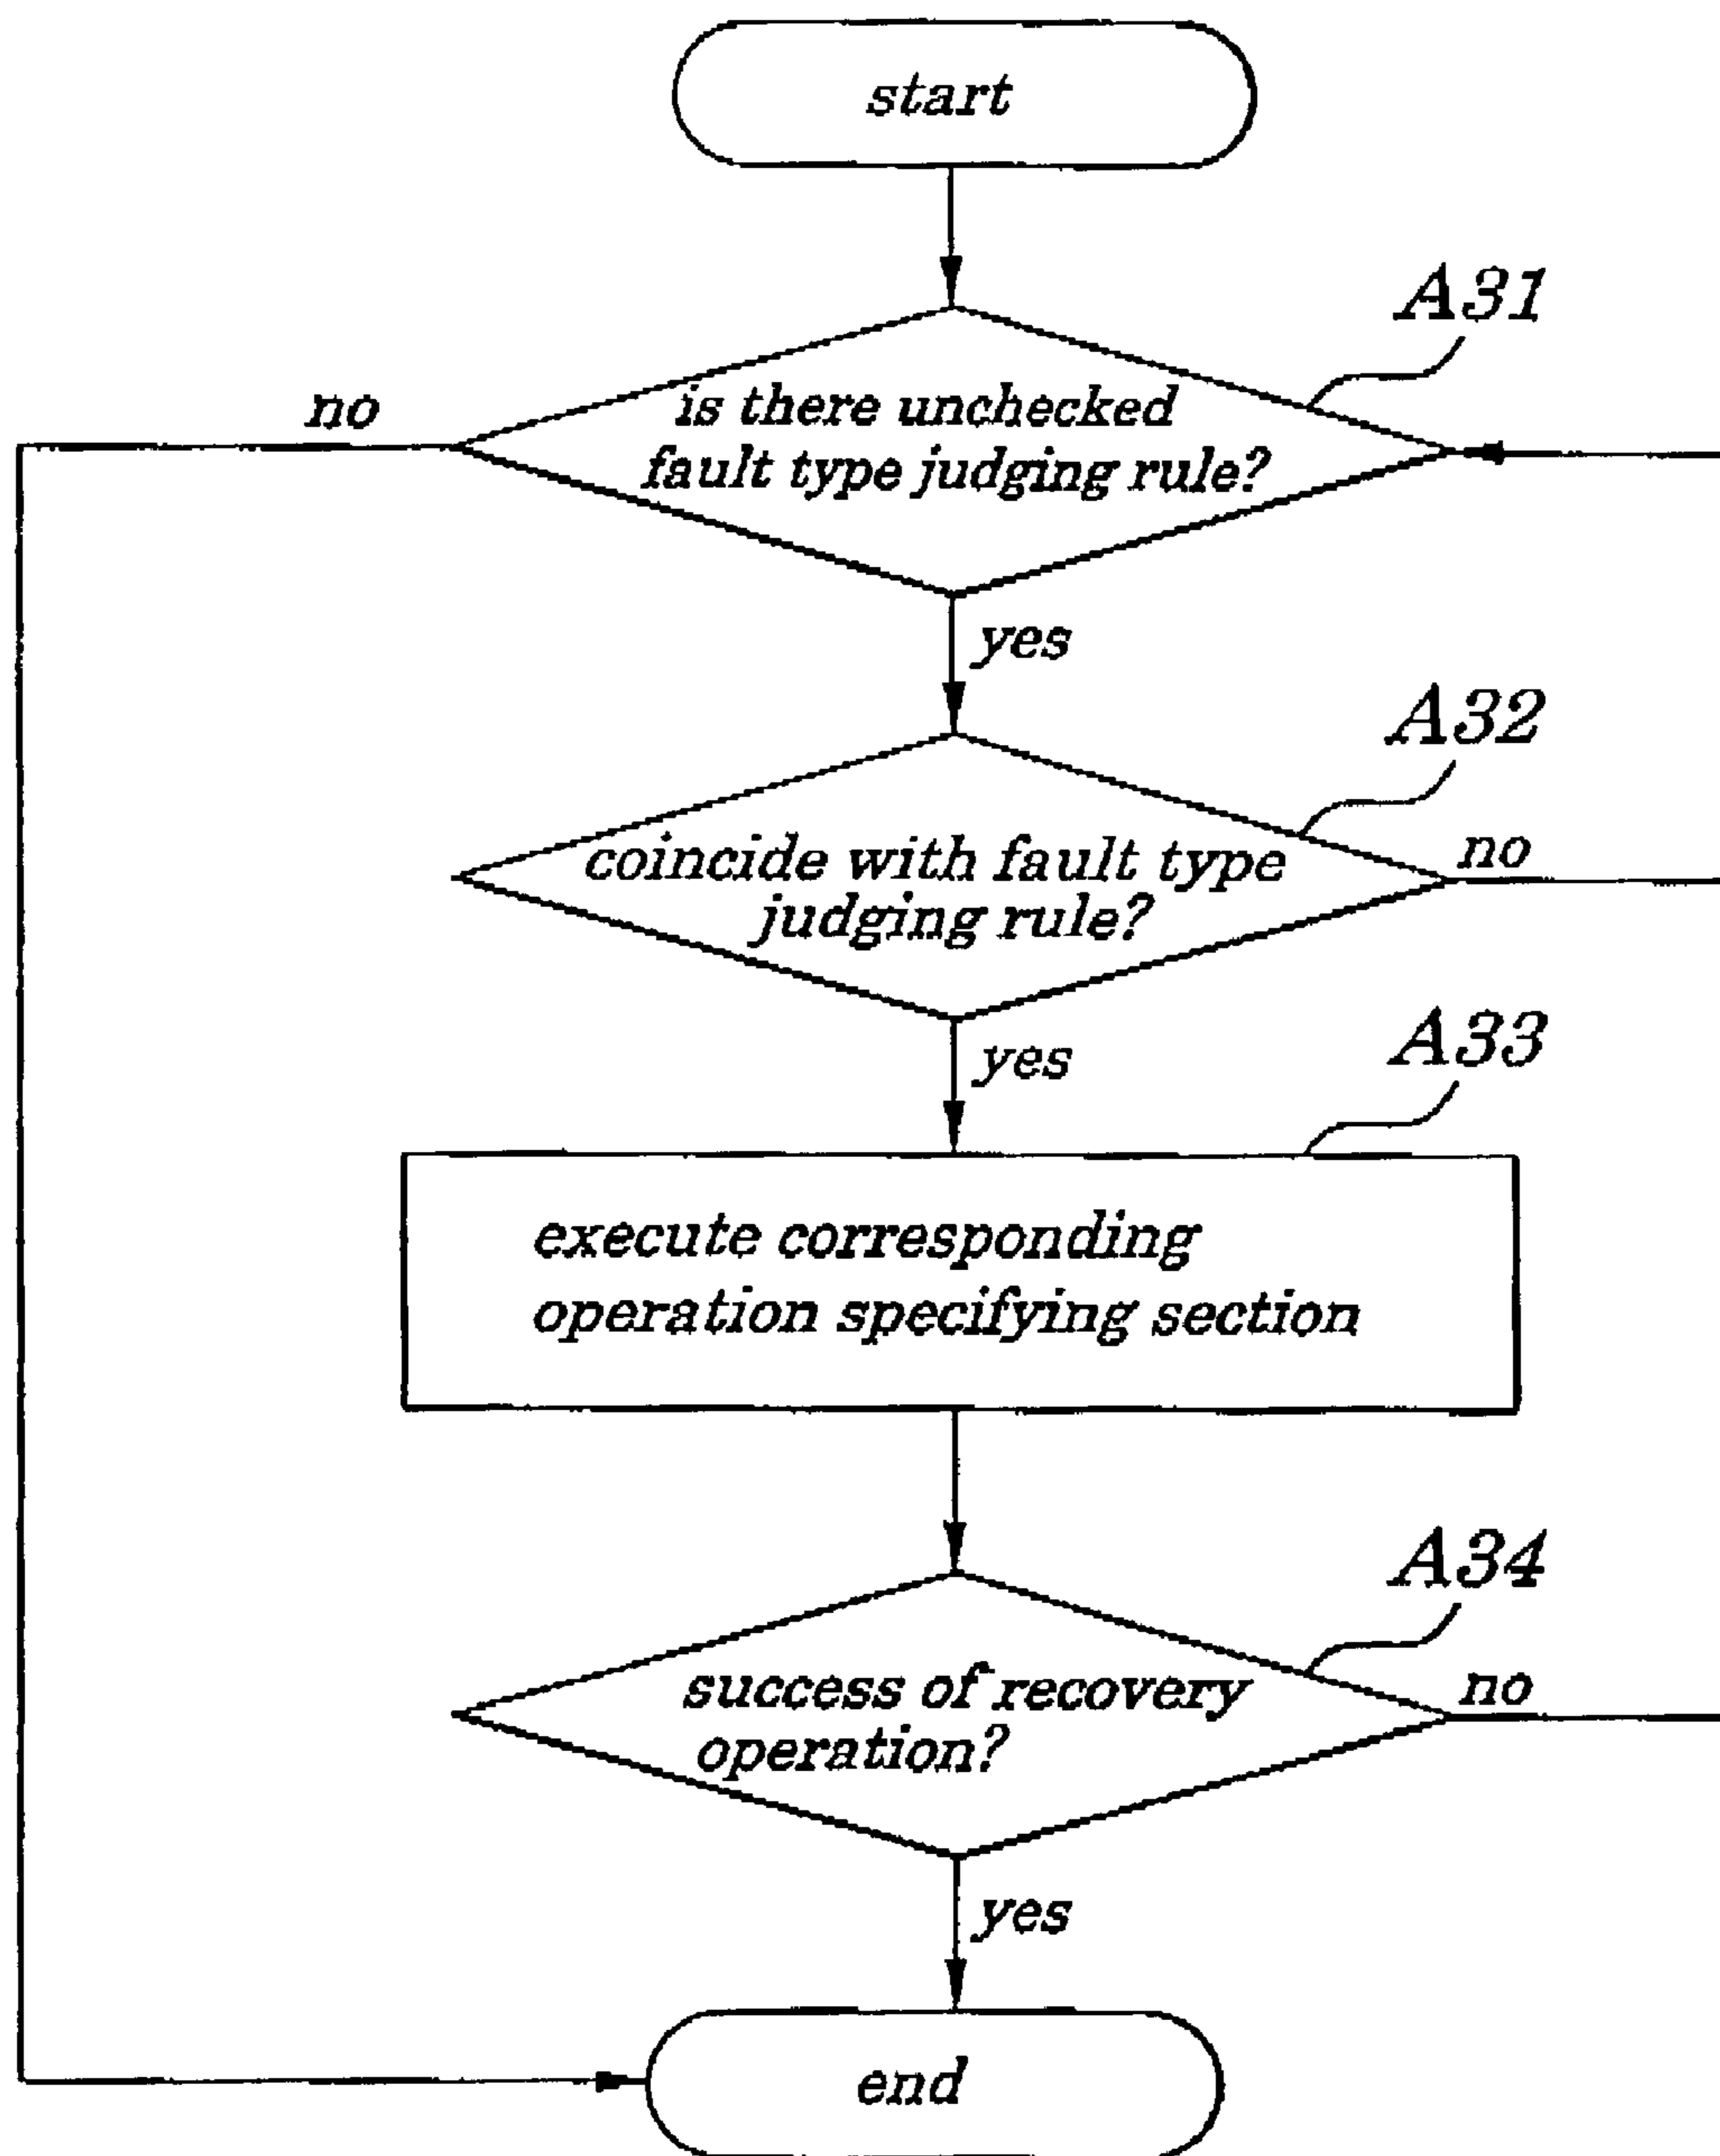 start
A31
no
is there unchecked
fault type judging rule?
yes
A32
coincide with fault type
judging rule?
no
yes
A33
execute corresponding
operation specifying section
A34
success of recovery
operation?
no
yes
end